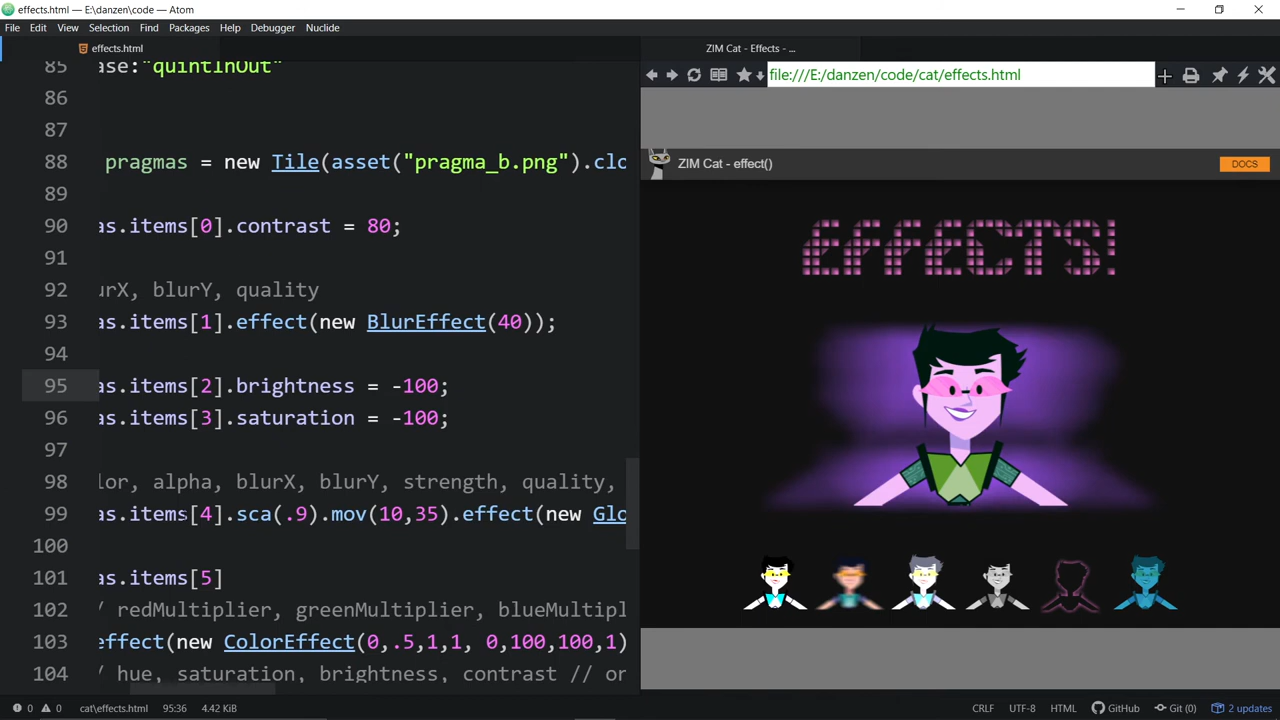 effects.html — E:\danzen\code — Atom
File Edit View Selection Find Packages Help Debugger Nuclide
effects.html
ZIM Cat - Effects - ...
file:///E:/danzen/code/cat/effects.html
85 ase:"quintInOut"
86
87
88 pragmas = new Tile(asset("pragma_b.png").clo
89
90 as.items[0].contrast = 80;
91
92 urX, blurY, quality
93 as.items[1].effect(new BlurEffect(40));
94
95 as.items[2].brightness = -100;
96 as.items[3].saturation = -100;
97
98 lor, alpha, blurX, blurY, strength, quality,
99 as.items[4].sca(.9).mov(10,35).effect(new Glo
100
101 as.items[5]
102 // redMultiplier, greenMultiplier, blueMultipl
103 effect(new ColorEffect(0,.5,1,1, 0,100,100,1)
104 // hue, saturation, brightness, contrast // or
ZIM Cat - effect()
DOCS
EFFECTS!
0 0 cat\effects.html 95:36 4.42 KiB
CRLF UTF-8 HTML GitHub Git (0) 2 updates